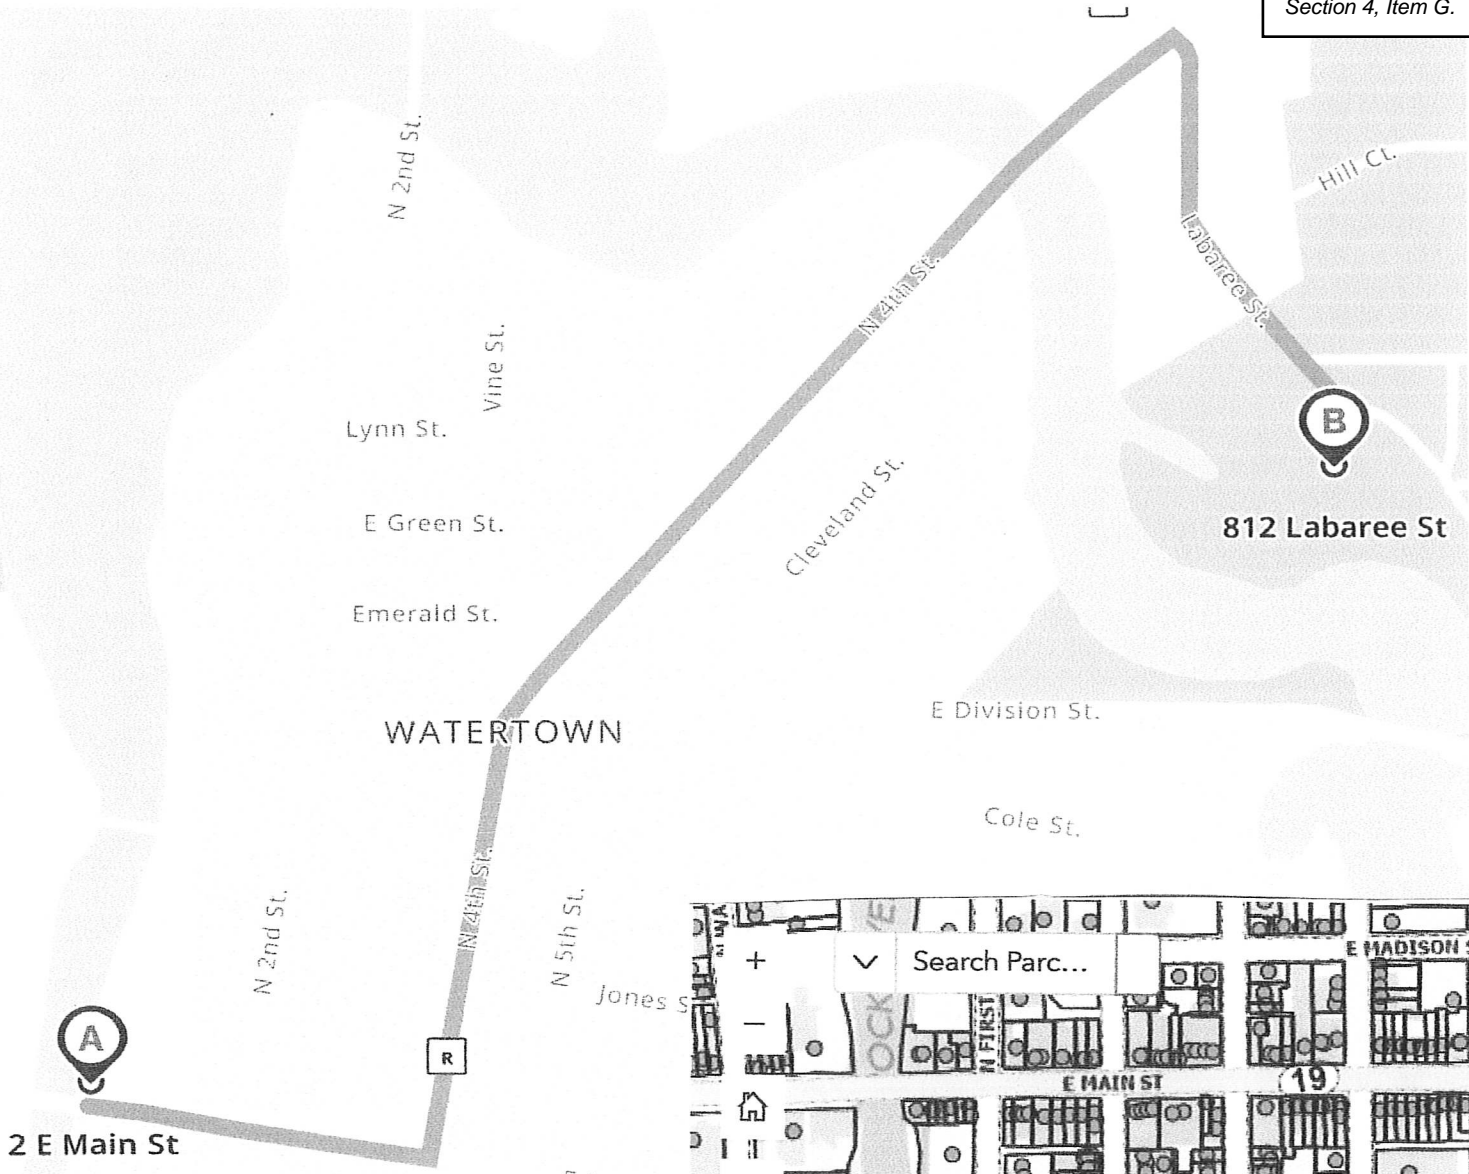 Section 4, Item G.
N 2nd St.
Hill Ct.
Labaree St.
N 4th St.
Vine St.
Lynn St.
B
Cleveland St.
E Green St.
812 Labaree St
Emerald St.
E Division St.
WATERTOWN
Cole St.
N 4th St.
N 2nd St.
N 5th St.
E MADISON
+
Search Parc...
Jones S
A
R
N FIRST
OCK
E MAIN ST
19
2 E Main St